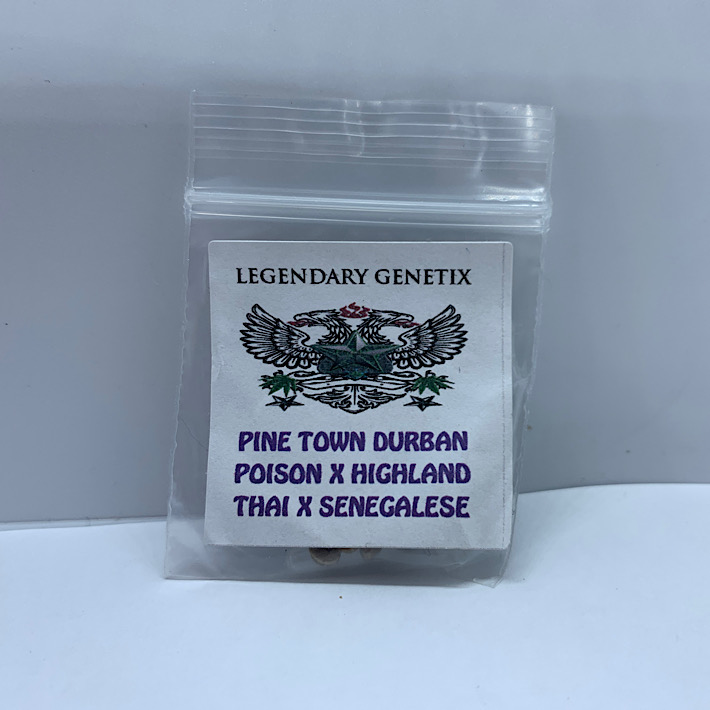 LEGENDARY GENETIX
PINE TOWN DURBAN
POISON X HIGHLAND
THAI X SENEGALESE